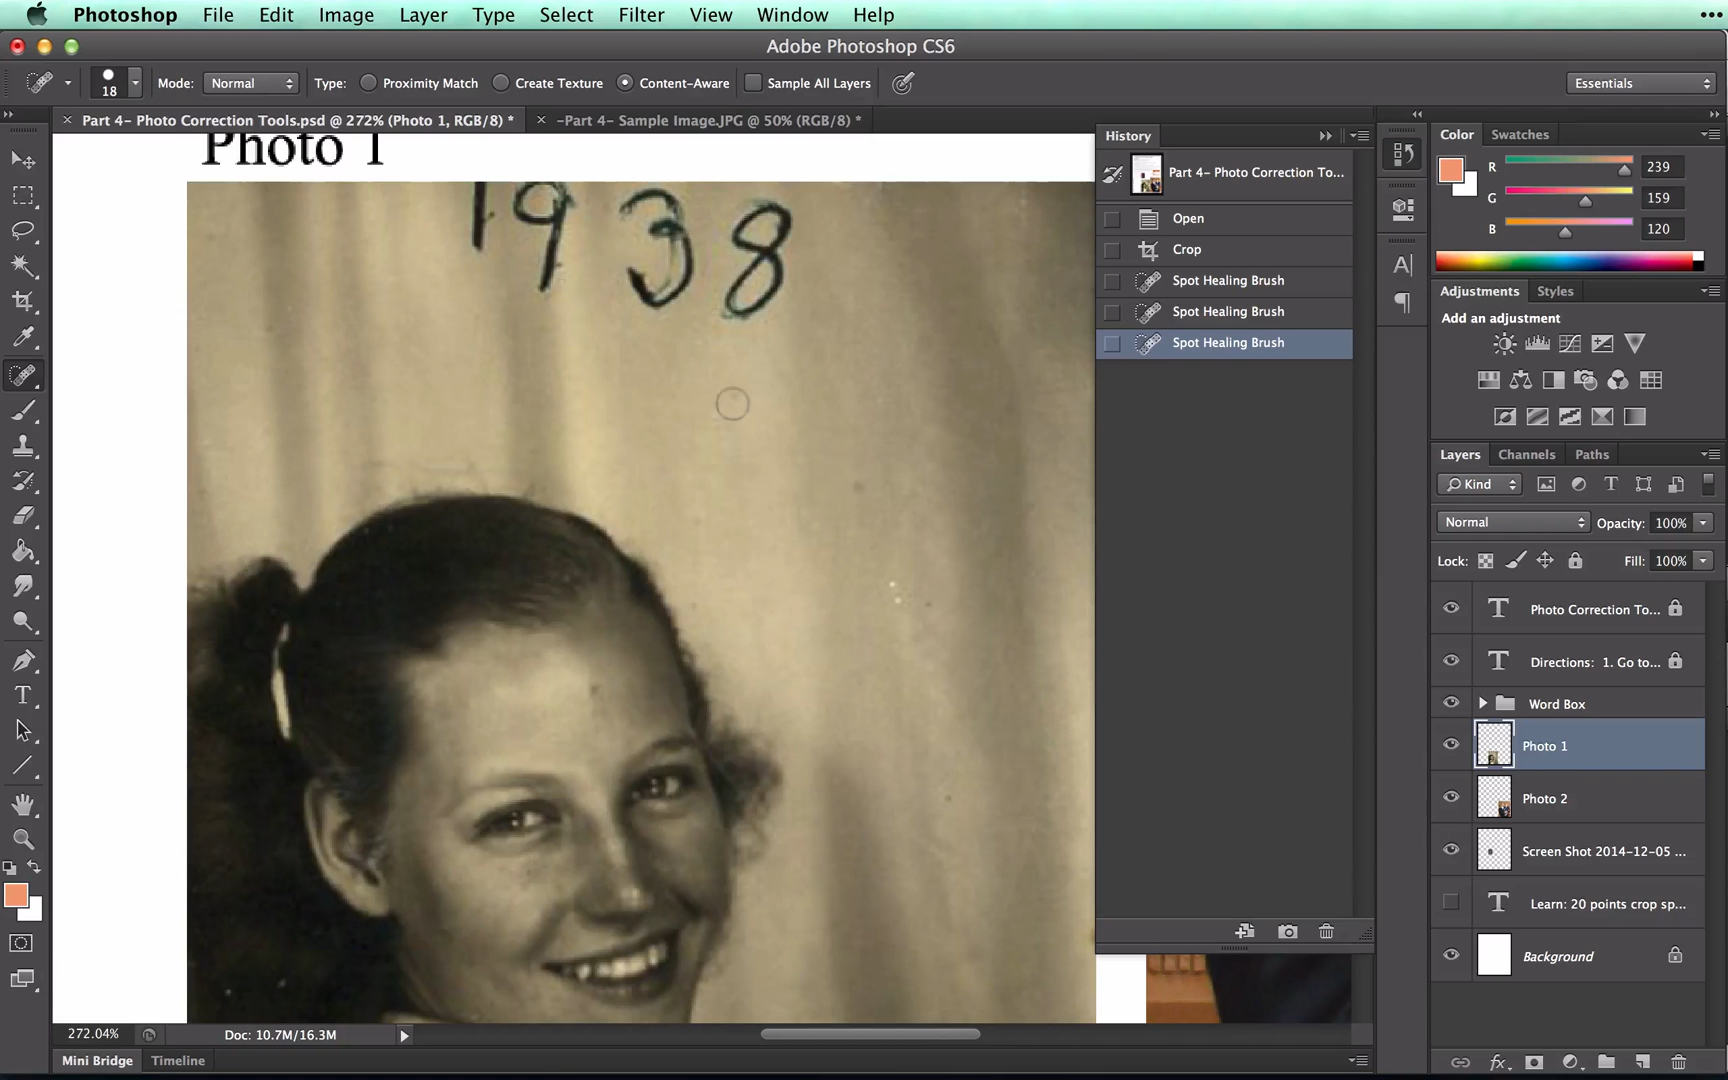 Photoshop File Edit Image Layer Type Select Filter View Window Help
Adobe Photoshop CS6
18 Mode: Normal Type: Proximity Match Create Texture Content-Aware Sample All Layers Essentials
Part 4- Photo Correction Tools.psd @ 272% (Photo 1, RGB/8) * -Part 4- Sample Image.JPG @ 50% (RGB/8) *
Photo 1
1938
History
Part 4- Photo Correction To...
Open
Crop
Spot Healing Brush
Spot Healing Brush
Spot Healing Brush
Color Swatches
R 239
G 159
B 120
Adjustments Styles
Add an adjustment
Layers Channels Paths
Kind
Normal Opacity: 100%
Lock: Fill: 100%
Photo Correction To...
Directions: 1. Go to...
Word Box
Photo 1
Photo 2
Screen Shot 2014-12-05 ...
Learn: 20 points crop sp...
Background
272.04% Doc: 10.7M/16.3M
Mini Bridge Timeline